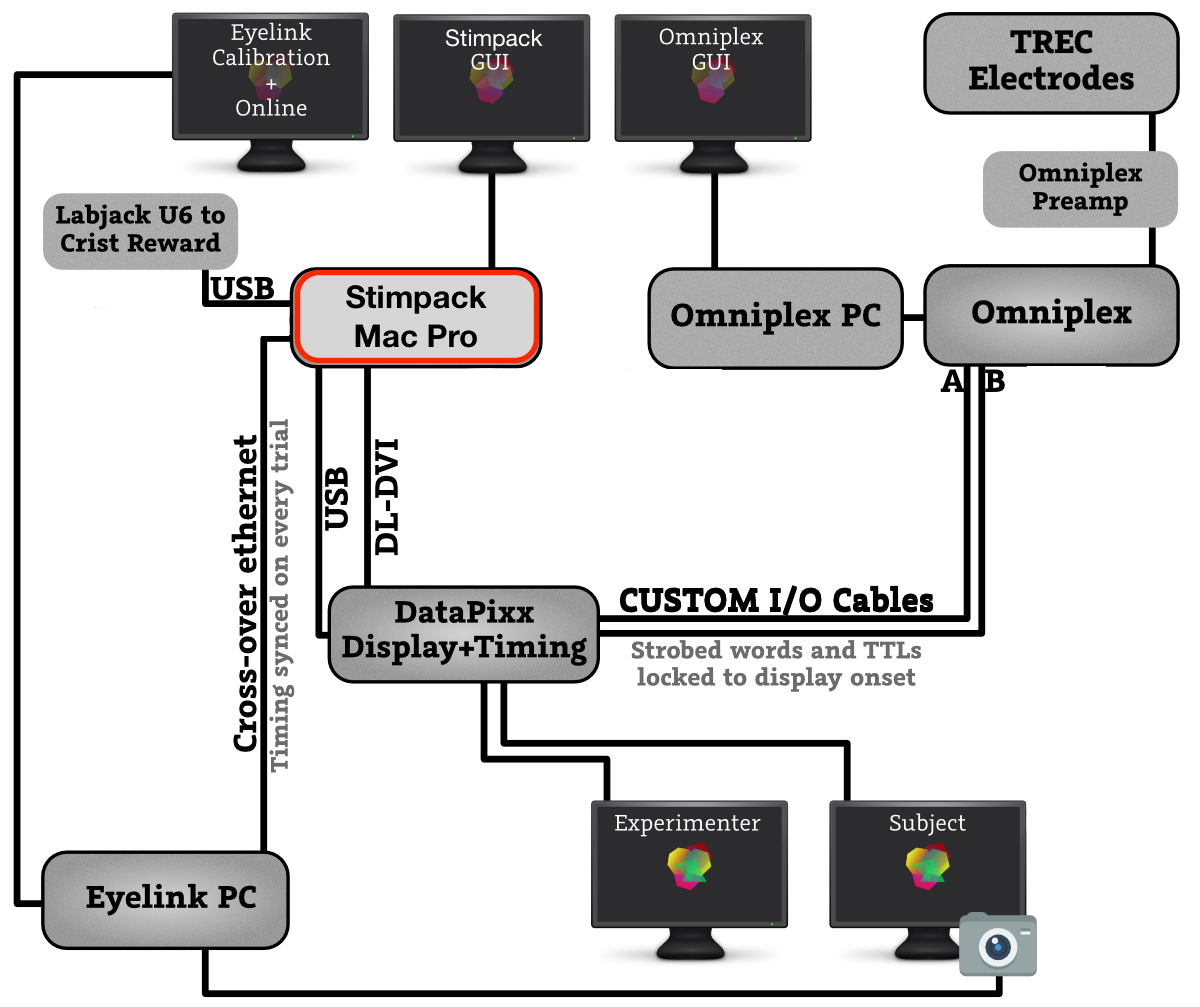 Eyelink
Calibration
+
Online
Stimpack
GUI
Omniplex
GUI
TREC
Electrodes
Omniplex
Preamp
Labjack U6 to
Crist Reward
USB
Stimpack
Mac Pro
Omniplex PC
Omniplex
A
B
Cross-over ethernet
Timing synced on every trial
USB
DL-DVI
DataPixx
Display+Timing
CUSTOM I/O Cables
Strobed words and TTLs
locked to display onset
Experimenter
Subject
Eyelink PC